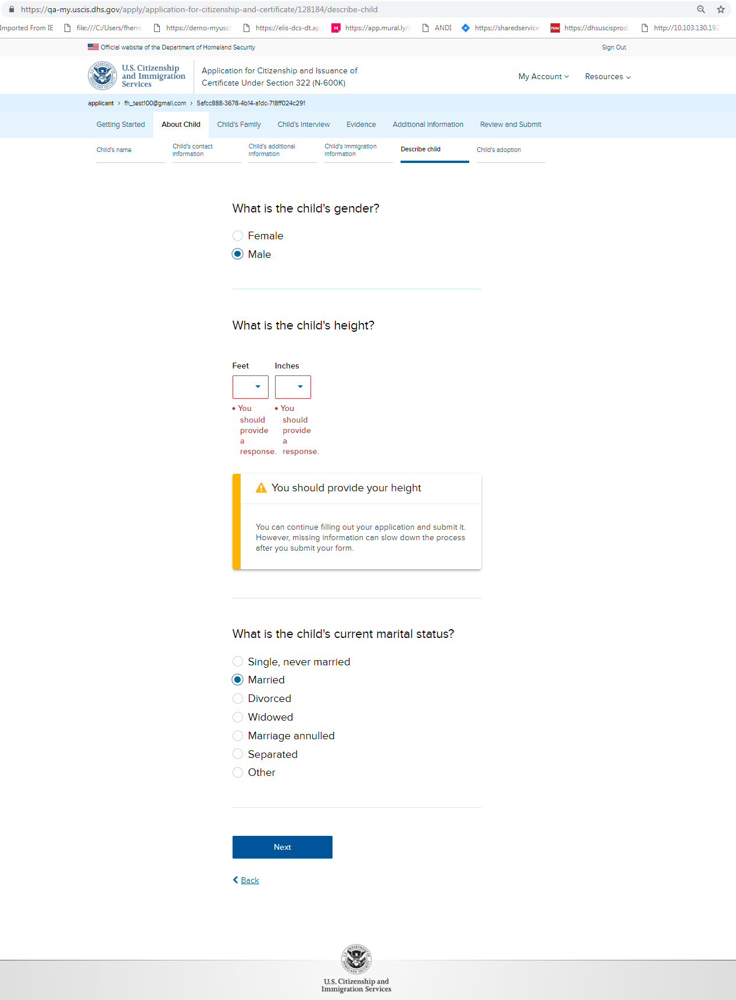 https://qa-my.uscis.dhs.gov/apply/application-for-citizenship-and-certificate/128184/describe-child
Imported From IE file:///C:/Users/fherre https://demo-myusci https://elis-dcs-dt.ap https://app.mural.ly/t ANDI https://sharedservice now https://dhsuscisprod. http://10.103.130.192
Official website of the Department of Homeland Security Sign Out
U.S. Citizenship and Immigration Services
Application for Citizenship and Issuance of
Certificate Under Section 322 (N-600K)
My Account Resources
applicant > fh_test100@gmail.com > 5afcc888-3678-4b14-a1dc-718ff024c291
Getting Started About Child Child's Family Child's Interview Evidence Additional Information Review and Submit
Child's name
Child's contact
information
Child's additional
information
Child's immigration
information
Describe child
Child's adoption
What is the child's gender?
Female
Male
What is the child's height?
Feet Inches
• You • You
should should
provide provide
a a
response. response.
You should provide your height
You can continue filling out your application and submit it.
However, missing information can slow down the process
after you submit your form.
What is the child's current marital status?
Single, never married
Married
Divorced
Widowed
Marriage annulled
Separated
Other
Next
Back
U.S. Citizenship and
Immigration Services